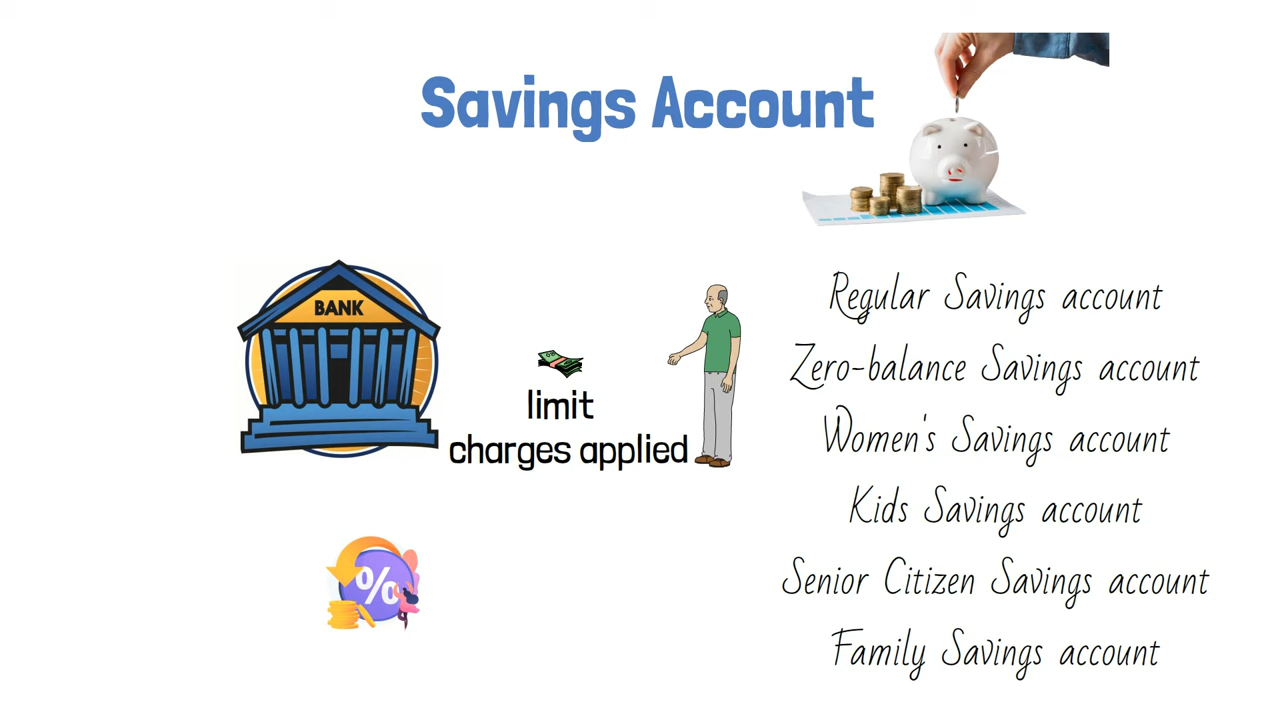 Savings Account
BANK
limit
charges applied
%
Regular Savings account
Zero-balance Savings account
Women's Savings account
Kids Savings account
Senior Citizen Savings account
Family Savings account